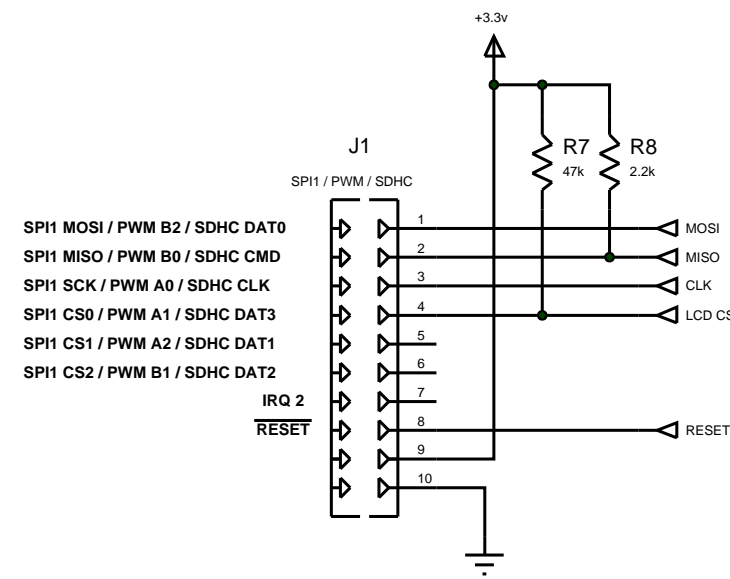 +3.3v
J1
R7
R8
47k
2.2k
SPI1 / PWM / SDHC
SPI1 MOSI / PWM B2 / SDHC DAT0
1
MOSI
SPI1 MISO / PWM B0 / SDHC CMD
2
MISO
SPI1 SCK / PWM A0 / SDHC CLK
3
CLK
SPI1 CS0 / PWM A1 / SDHC DAT3
4
LCD CS
SPI1 CS1 / PWM A2 / SDHC DAT1
5
SPI1 CS2 / PWM B1 / SDHC DAT2
6
IRQ 2
7
RESET
8
RESET
9
10